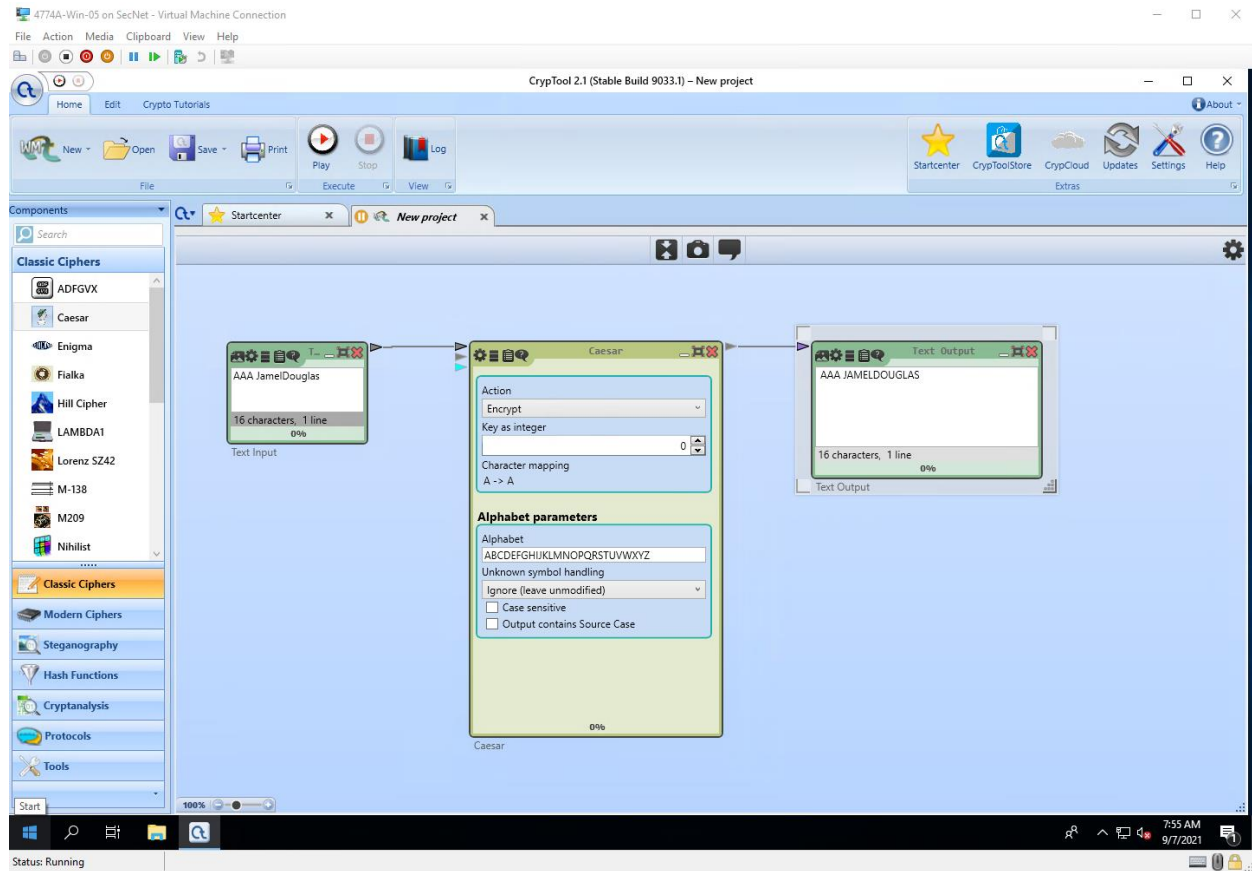 4774A-Win-05 on SecNet - Virtual Machine Connection
File Action Media Clipboard View Help
CrypTool 2.1 (Stable Build 9033.1) – New project
Home Edit Crypto Tutorials About
New Open Save Print Play Stop Log Startcenter CrypToolStore CrypCloud Updates Settings Help
File Execute View Extras
Components
Startcenter New project
Search
Classic Ciphers
ADFGVX
Caesar
Enigma
Fialka
Hill Cipher
LAMBDA1
Lorenz SZ42
M-138
M209
Nihilist
Classic Ciphers
Modern Ciphers
Steganography
Hash Functions
Cryptanalysis
Protocols
Tools
Start
T...
AAA JamelDouglas
16 characters, 1 line
0%
Text Input
Caesar
Action
Encrypt
Key as integer
0
Character mapping
A -> A
Alphabet parameters
Alphabet
ABCDEFGHIJKLMNOPQRSTUVWXYZ
Unknown symbol handling
Ignore (leave unmodified)
Case sensitive
Output contains Source Case
0%
Caesar
Text Output
AAA JAMELDOUGLAS
16 characters, 1 line
0%
Text Output
100%
7:55 AM
9/7/2021
1
Status: Running